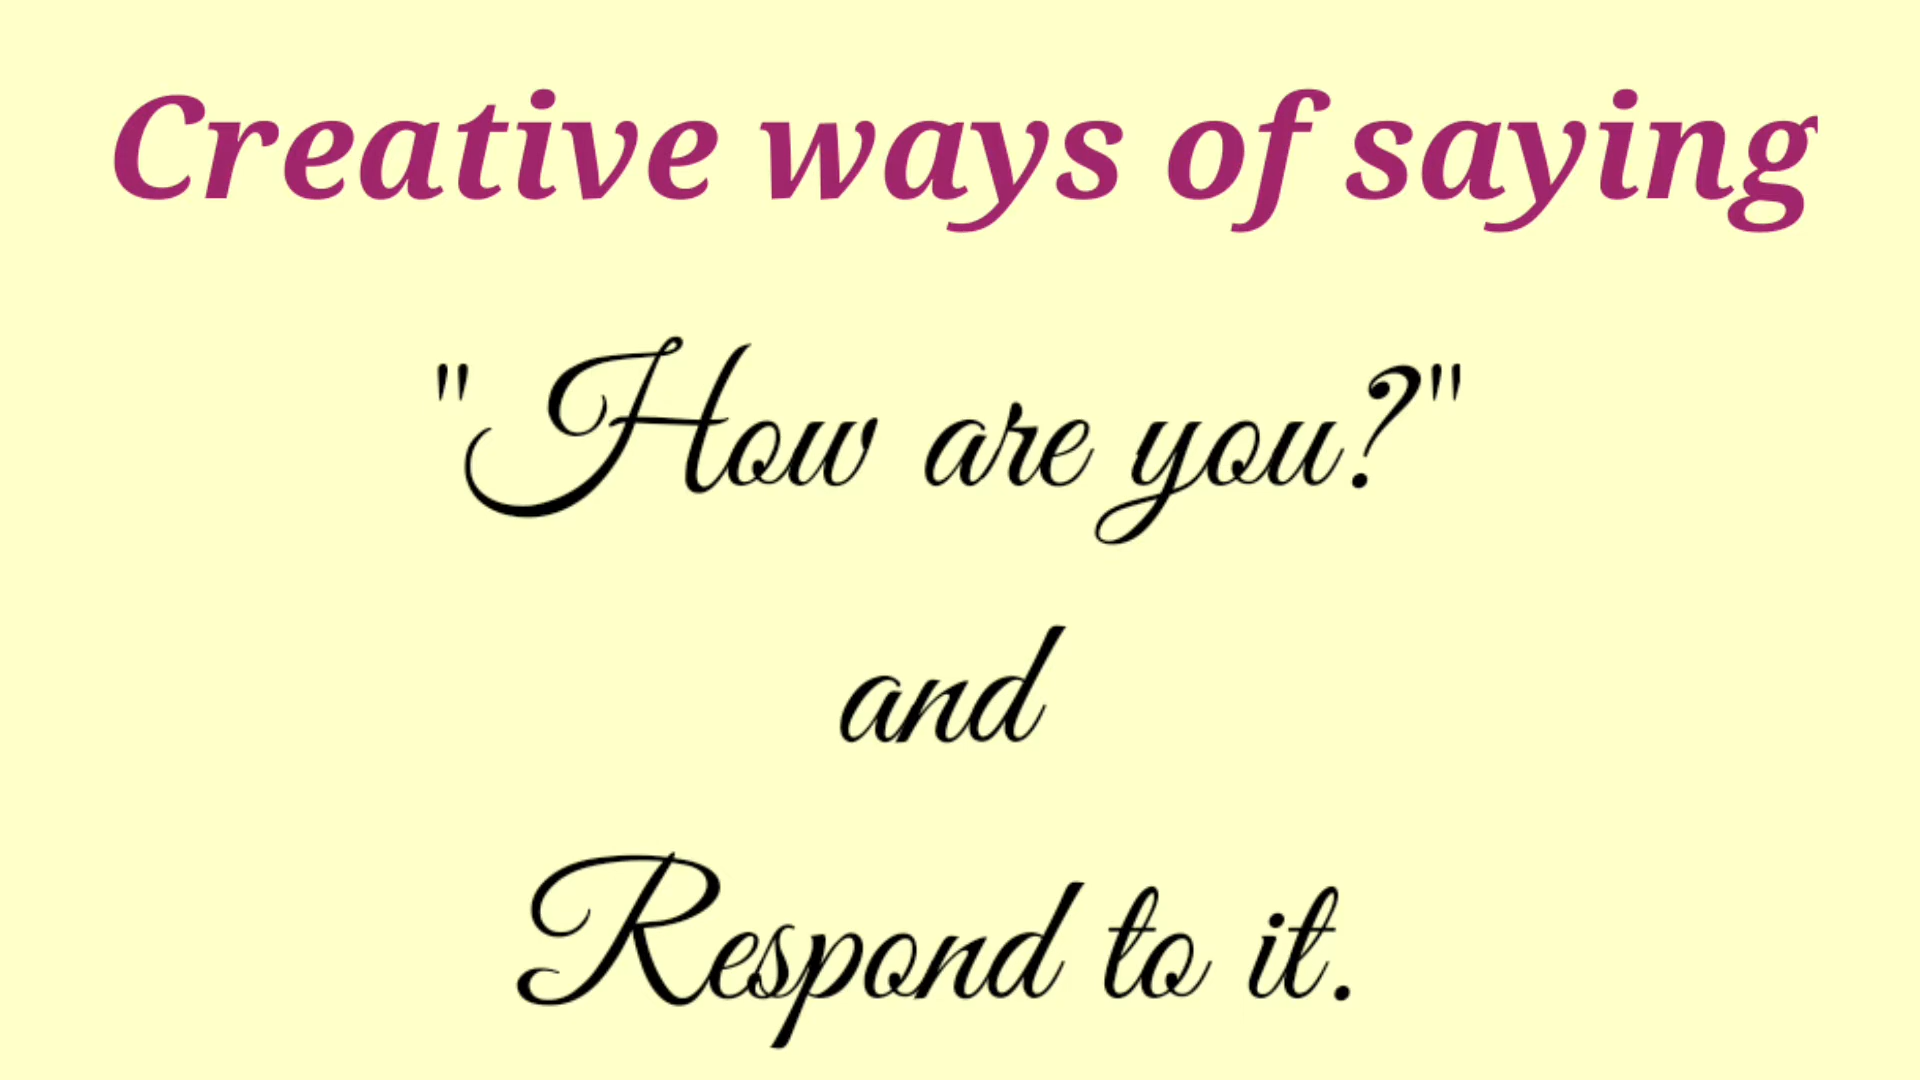 Creative ways of saying
"How are you?"
and
Respond to it.